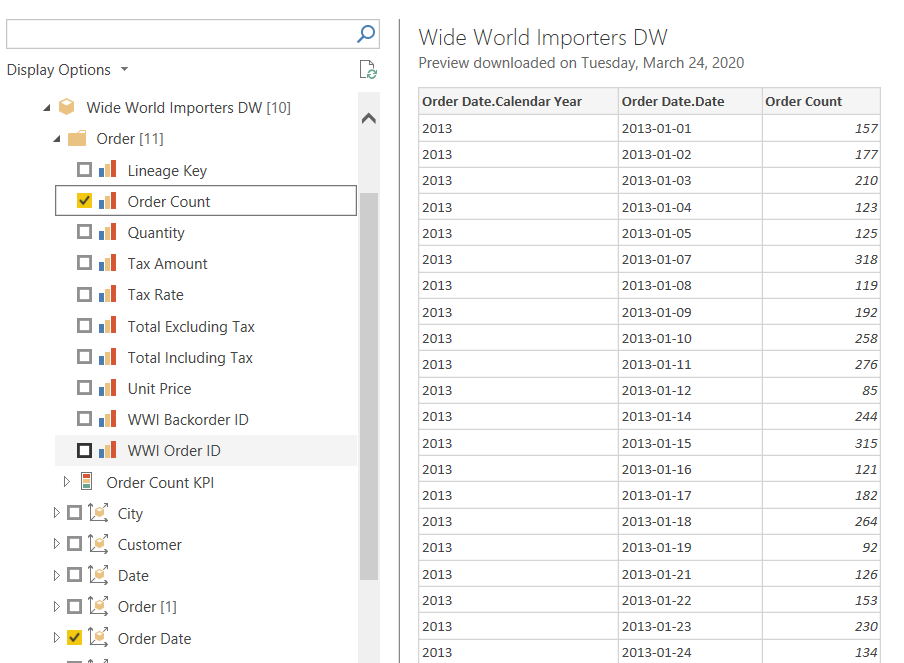 Display Options
Wide World Importers DW [10]
Order [11]
Lineage Key
Order Count
Quantity
Tax Amount
Tax Rate
Total Excluding Tax
Total Including Tax
Unit Price
WWI Backorder ID
WWI Order ID
Order Count KPI
City
Customer
Date
Order [1]
Order Date
Wide World Importers DW
Preview downloaded on Tuesday, March 24, 2020
Order Date.Calendar Year Order Date.Date Order Count
2013 2013-01-01 157
2013 2013-01-02 177
2013 2013-01-03 210
2013 2013-01-04 123
2013 2013-01-05 125
2013 2013-01-07 318
2013 2013-01-08 119
2013 2013-01-09 192
2013 2013-01-10 258
2013 2013-01-11 276
2013 2013-01-12 85
2013 2013-01-14 244
2013 2013-01-15 315
2013 2013-01-16 121
2013 2013-01-17 182
2013 2013-01-18 264
2013 2013-01-19 92
2013 2013-01-21 126
2013 2013-01-22 153
2013 2013-01-23 230
2013 2013-01-24 134